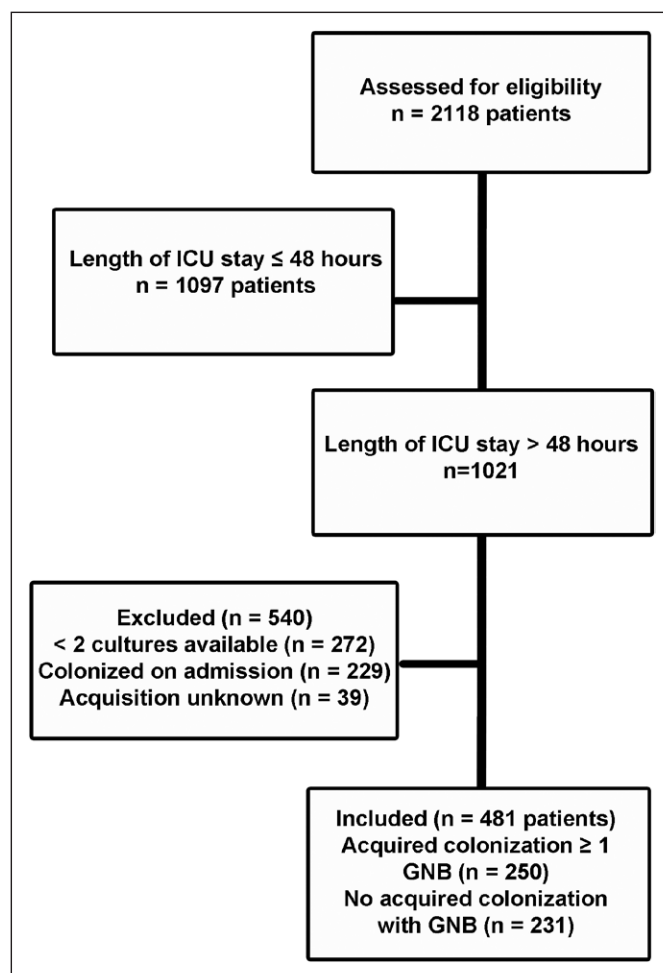 Assessed for eligibility
n = 2118 patients
Length of ICU stay ≤ 48 hours
n = 1097 patients
Length of ICU stay > 48 hours
n=1021
Excluded (n = 540)
< 2 cultures available (n = 272)
Colonized on admission (n = 229)
Acquisition unknown (n = 39)
Included (n = 481 patients)
Acquired colonization ≥ 1
GNB (n = 250)
No acquired colonization
with GNB (n = 231)